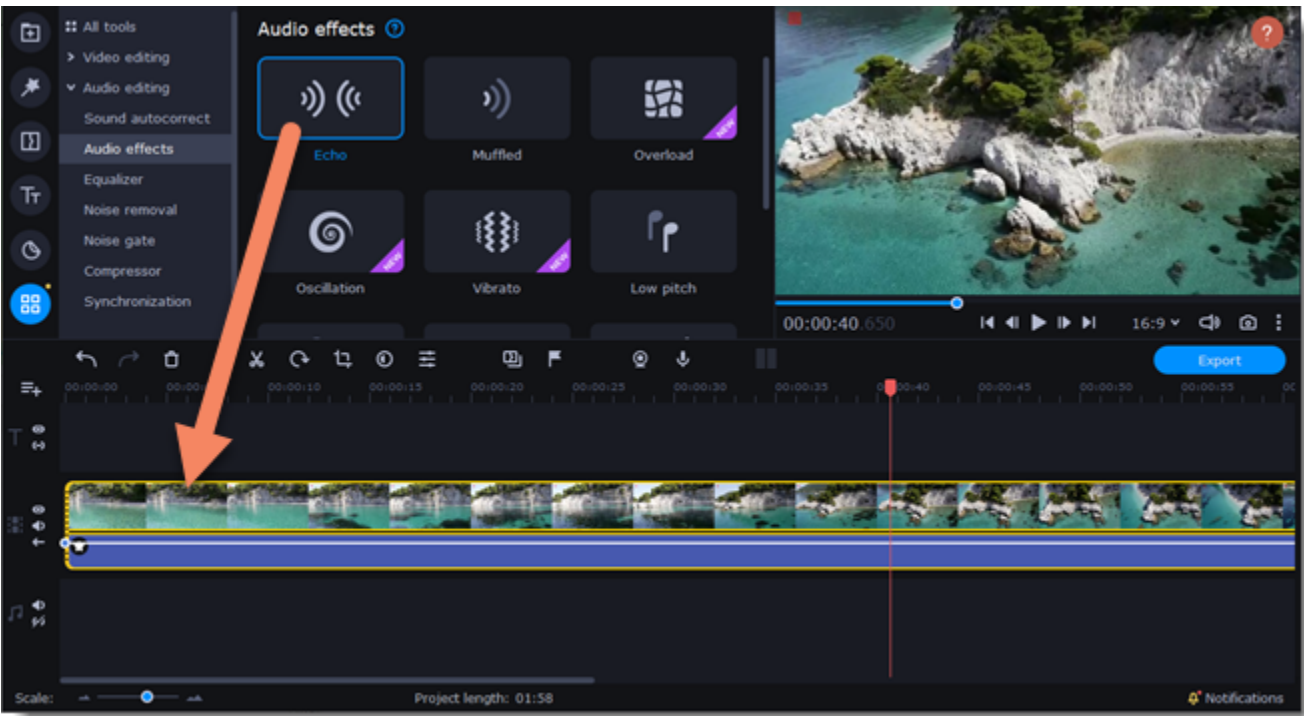 All tools
Video editing
Audio editing
Sound autocorrect
Audio effects
Equalizer
Noise removal
Noise gate
Compressor
Synchronization
Audio effects ?
Echo
Muffled
Overload
NEW
Oscillation
NEW
Vibrato
NEW
Low pitch
?
00:00:40.650
16:9
Export
00:00:00
00:00:10
00:00:15
00:00:20
00:00:25
00:00:30
00:00:35
00:00:45
00:00:50
00:00:55
Scale:
Project length: 01:58
Notifications